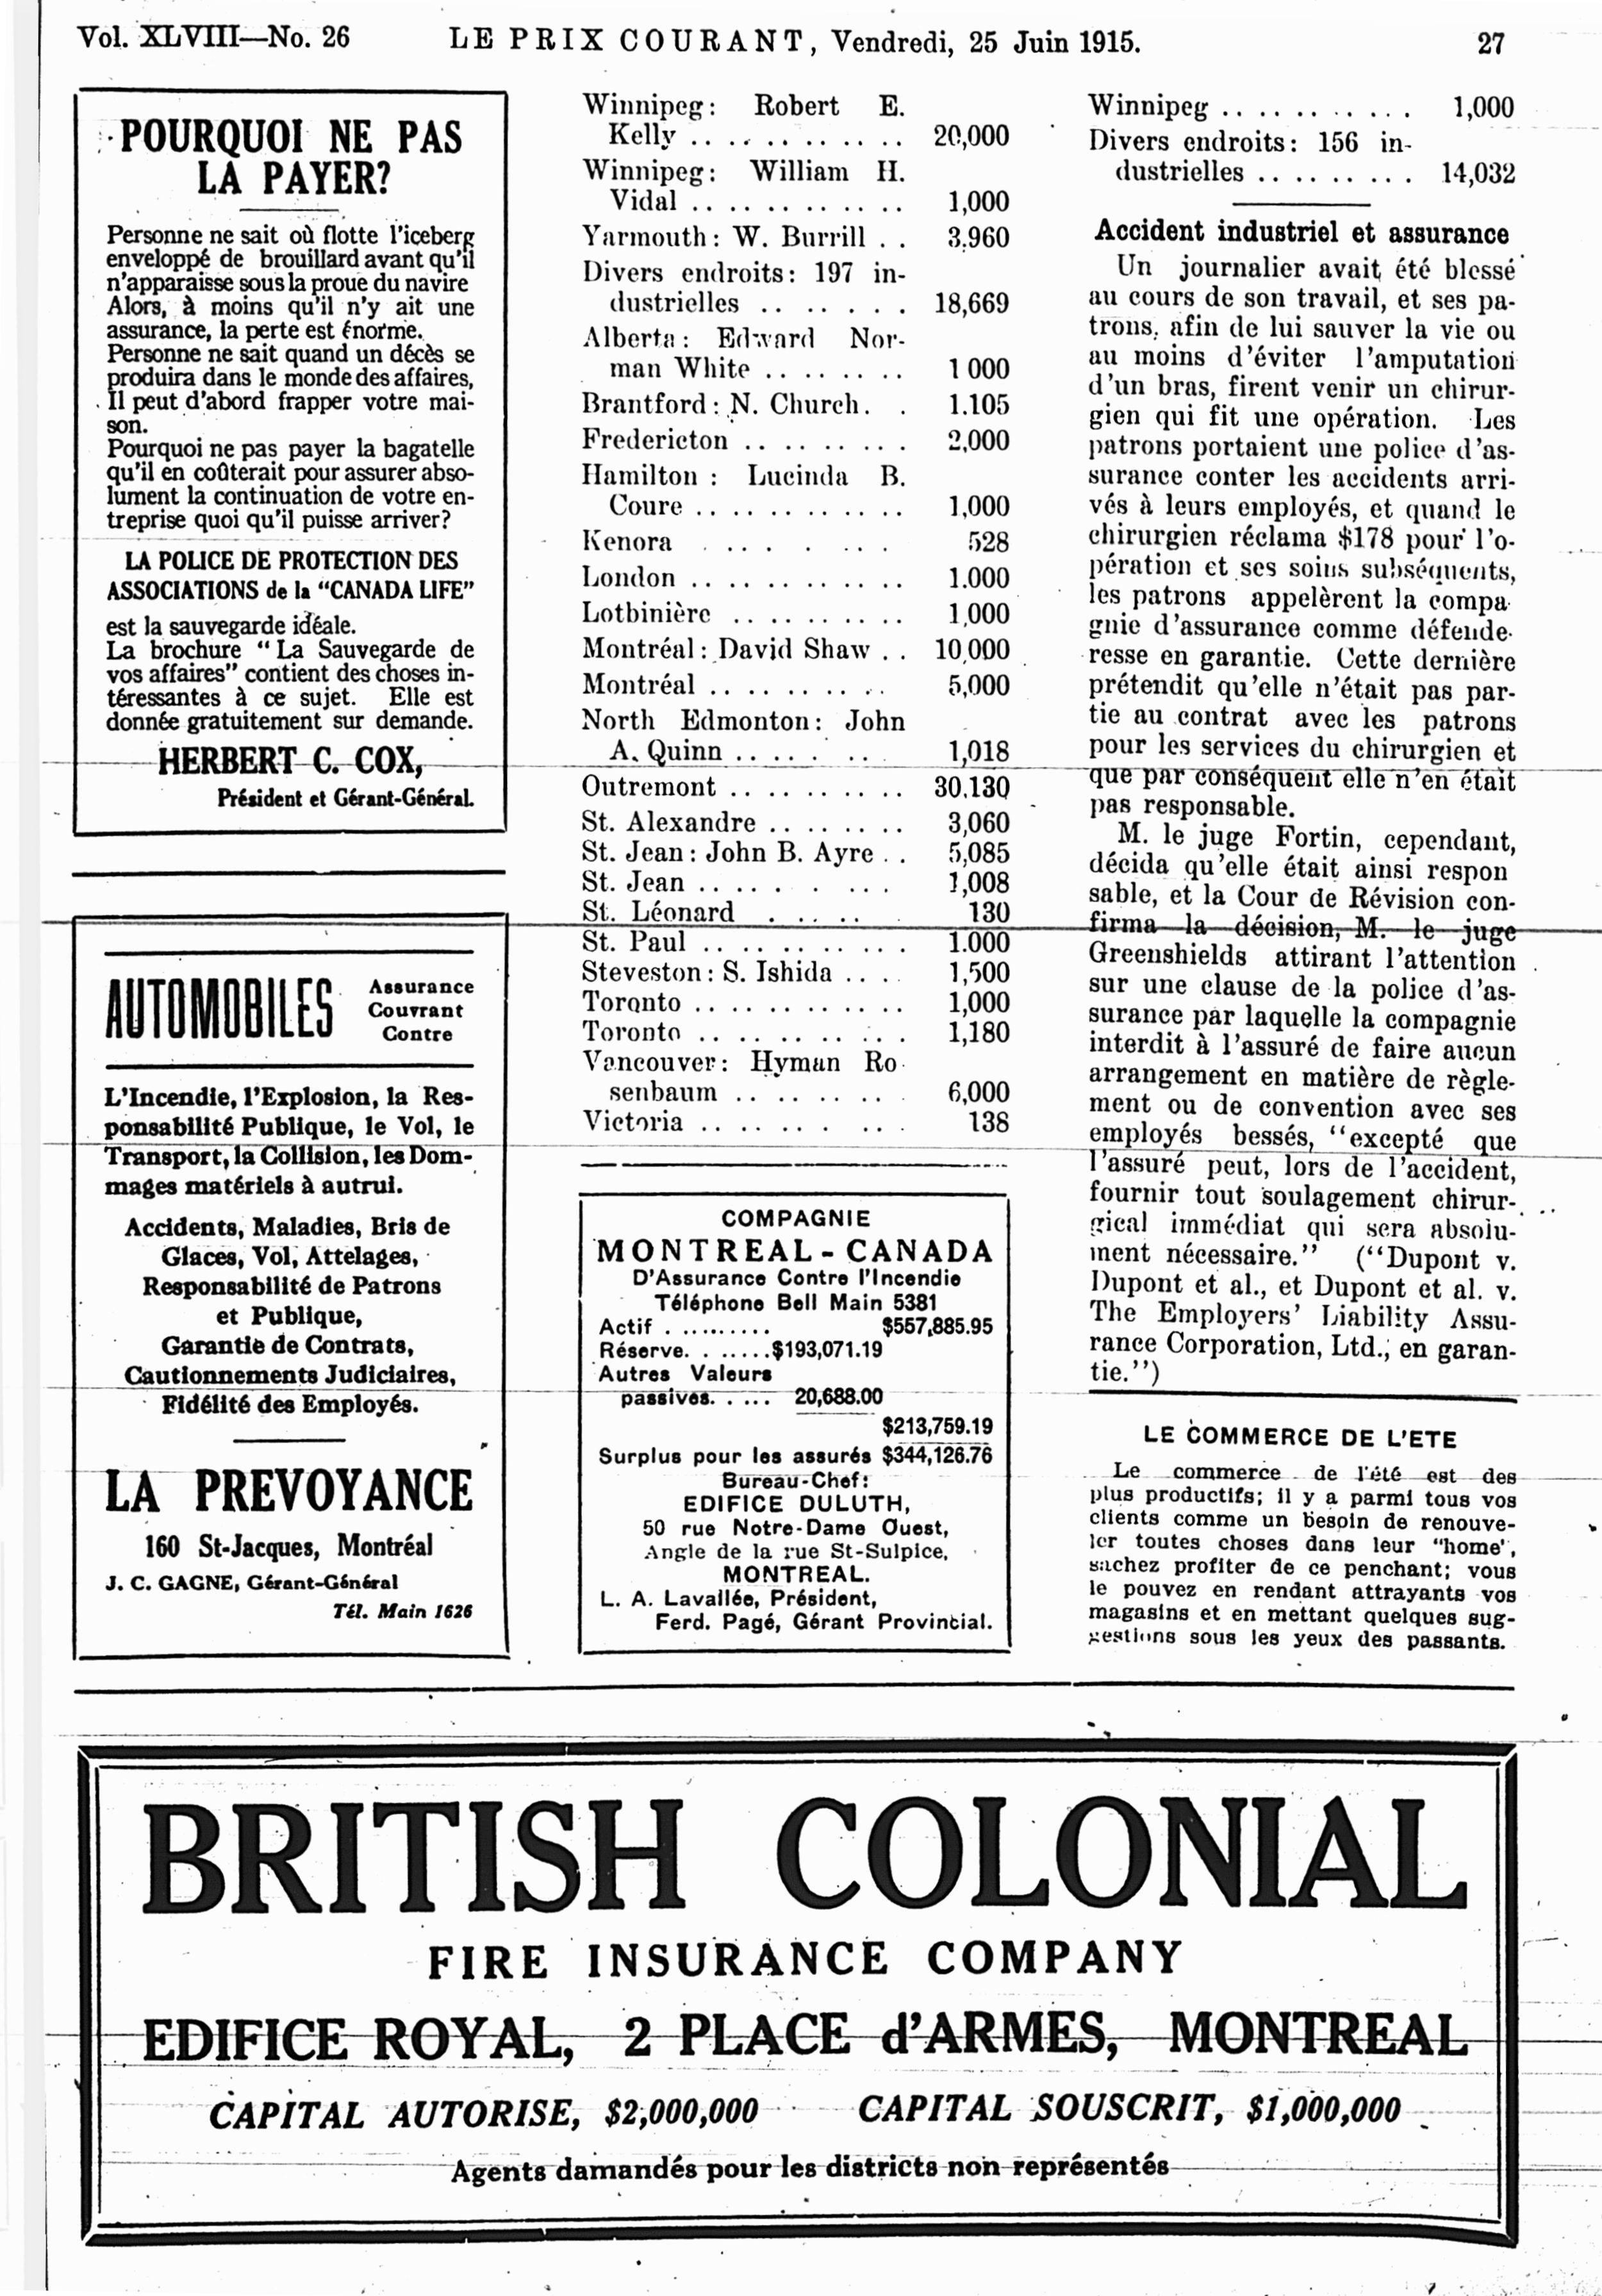 Vol. XLVIII—No. 26 LE PRIX COURANT, Vendredi, 25 Juin 1915. 27
POURQUOI NE PAS
LA PAYER?
Personne ne sait où flotte l'iceberg
enveloppé de brouillard avant qu'il
n'apparaisse sous la proue du navire
Alors, à moins qu'il n'y ait une
assurance, la perte est énorme.
Personne ne sait quand un décès se
produira dans le monde des affaires,
Il peut d'abord frapper votre mai-
son.
Pourquoi ne pas payer la bagatelle
qu'il en coûterait pour assurer abso-
lument la continuation de votre en-
treprise quoi qu'il puisse arriver?
LA POLICE DE PROTECTION DES
ASSOCIATIONS de la "CANADA LIFE"
est la sauvegarde idéale.
La brochure "La Sauvegarde de
vos affaires" contient des choses in-
téressantes à ce sujet. Elle est
donnée gratuitement sur demande.
HERBERT C. COX,
Président et Gérant-Général.
AUTOMOBILES
Assurance
Couvrant
Contre
L'Incendie, l'Explosion, la Res-
ponsabilité Publique, le Vol, le
Transport, la Collision, les Dom-
mages matériels à autrui.
Accidents, Maladies, Bris de
Glaces, Vol, Attelages,
Responsabilité de Patrons
et Publique,
Garantie de Contrats,
Cautionnements Judiciaires,
Fidélité des Employés.
LA PREVOYANCE
160 St-Jacques, Montréal
J. C. GAGNE, Gérant-Général
Tél. Main 1626
Winnipeg: Robert E.
Kelly .. .. .. .. .. .. 20,000
Winnipeg: William H.
Vidal .. .. .. .. .. .. 1,000
Yarmouth: W. Burrill . . 3.960
Divers endroits: 197 in-
dustrielles .. .. .. .. 18,669
Alberta: Edward Nor-
man White .. .. .. .. 1 000
Brantford: N. Church. . 1.105
Fredericton .. .. .. .. . 2,000
Hamilton : Lucinda B.
Coure .. .. .. .. .. .. 1,000
Kenora . ... . ... 528
London .. .. .. .. .. .. 1.000
Lotbinière .. .. .. .. .. 1,000
Montréal: David Shaw . . 10,000
Montréal .. .. .. .. .. 5,000
North Edmonton: John
A. Quinn .. .. . .. . 1,018
Outremont .. .. .. .. .. 30.130
St. Alexandre .. .. .. .. 3,060
St. Jean: John B. Ayre . . 5,085
St. Jean .. .. . . ... 1,008
St. Léonard . .. .. . 130
St. Paul .. .. .. .. .. . 1.000
Steveston: S. Ishida .. .. 1,500
Toronto .. .. .. .. .. .. 1,000
Toronto .. .. .. .. .. . 1,180
Vancouver: Hyman Ro
senbaum .. .. .. .. . 6,000
Victoria .. .. .. . .. . 138
COMPAGNIE
MONTREAL-CANADA
D'Assurance Contre l'Incendie
Téléphone Bell Main 5381
Actif . ......... $557,885.95
Réserve. . ......$193,071.19
Autres Valeurs
passives. . ... 20,688.00
$213,759.19
Surplus pour les assurés $344,126.76
Bureau-Chef:
EDIFICE DULUTH,
50 rue Notre-Dame Ouest,
Angle de la rue St-Sulpice,
MONTREAL.
L. A. Lavallée, Président,
Ferd. Pagé, Gérant Provincial.
Winnipeg .. .. .. .. .. . 1,000
Divers endroits: 156 in-
dustrielles .. .. .. .. . 14,032
Accident industriel et assurance
Un journalier avait été blessé
au cours de son travail, et ses pa-
trons, afin de lui sauver la vie ou
au moins d'éviter l'amputation
d'un bras, firent venir un chirur-
gien qui fit une opération. Les
patrons portaient une police d'as-
surance conter les accidents arri-
vés à leurs employés, et quand le
chirurgien réclama $178 pour l'o-
pération et ses soins subséquents,
les patrons appelèrent la compa-
gnie d'assurance comme défende-
resse en garantie. Cette dernière
prétendit qu'elle n'était pas par-
tie au contrat avec les patrons
pour les services du chirurgien et
que par conséquent elle n'en était
pas responsable.
M. le juge Fortin, cependant,
décida qu'elle était ainsi respon
sable, et la Cour de Révision con-
firma la décision, M. le juge
Greenshields attirant l'attention
sur une clause de la police d'as-
surance par laquelle la compagnie
interdit à l'assuré de faire aucun
arrangement en matière de règle-
ment ou de convention avec ses
employés bessés, "excepté que
l'assuré peut, lors de l'accident,
fournir tout soulagement chirur-
gical immédiat qui sera absolu-
ment nécessaire." ("Dupont v.
Dupont et al., et Dupont et al. v.
The Employers' Liability Assu-
rance Corporation, Ltd., en garan-
tie.")
LE COMMERCE DE L'ETE
Le commerce de l'été est des
plus productifs; il y a parmi tous vos
clients comme un besoin de renouve-
ler toutes choses dans leur "home",
sachez profiter de ce penchant; vous
le pouvez en rendant attrayants vos
magasins et en mettant quelques sug-
gestions sous les yeux des passants.
BRITISH COLONIAL
FIRE INSURANCE COMPANY
EDIFICE ROYAL, 2 PLACE d'ARMES, MONTREAL
CAPITAL AUTORISE, $2,000,000 CAPITAL SOUSCRIT, $1,000,000
Agents damandés pour les districts non représentés